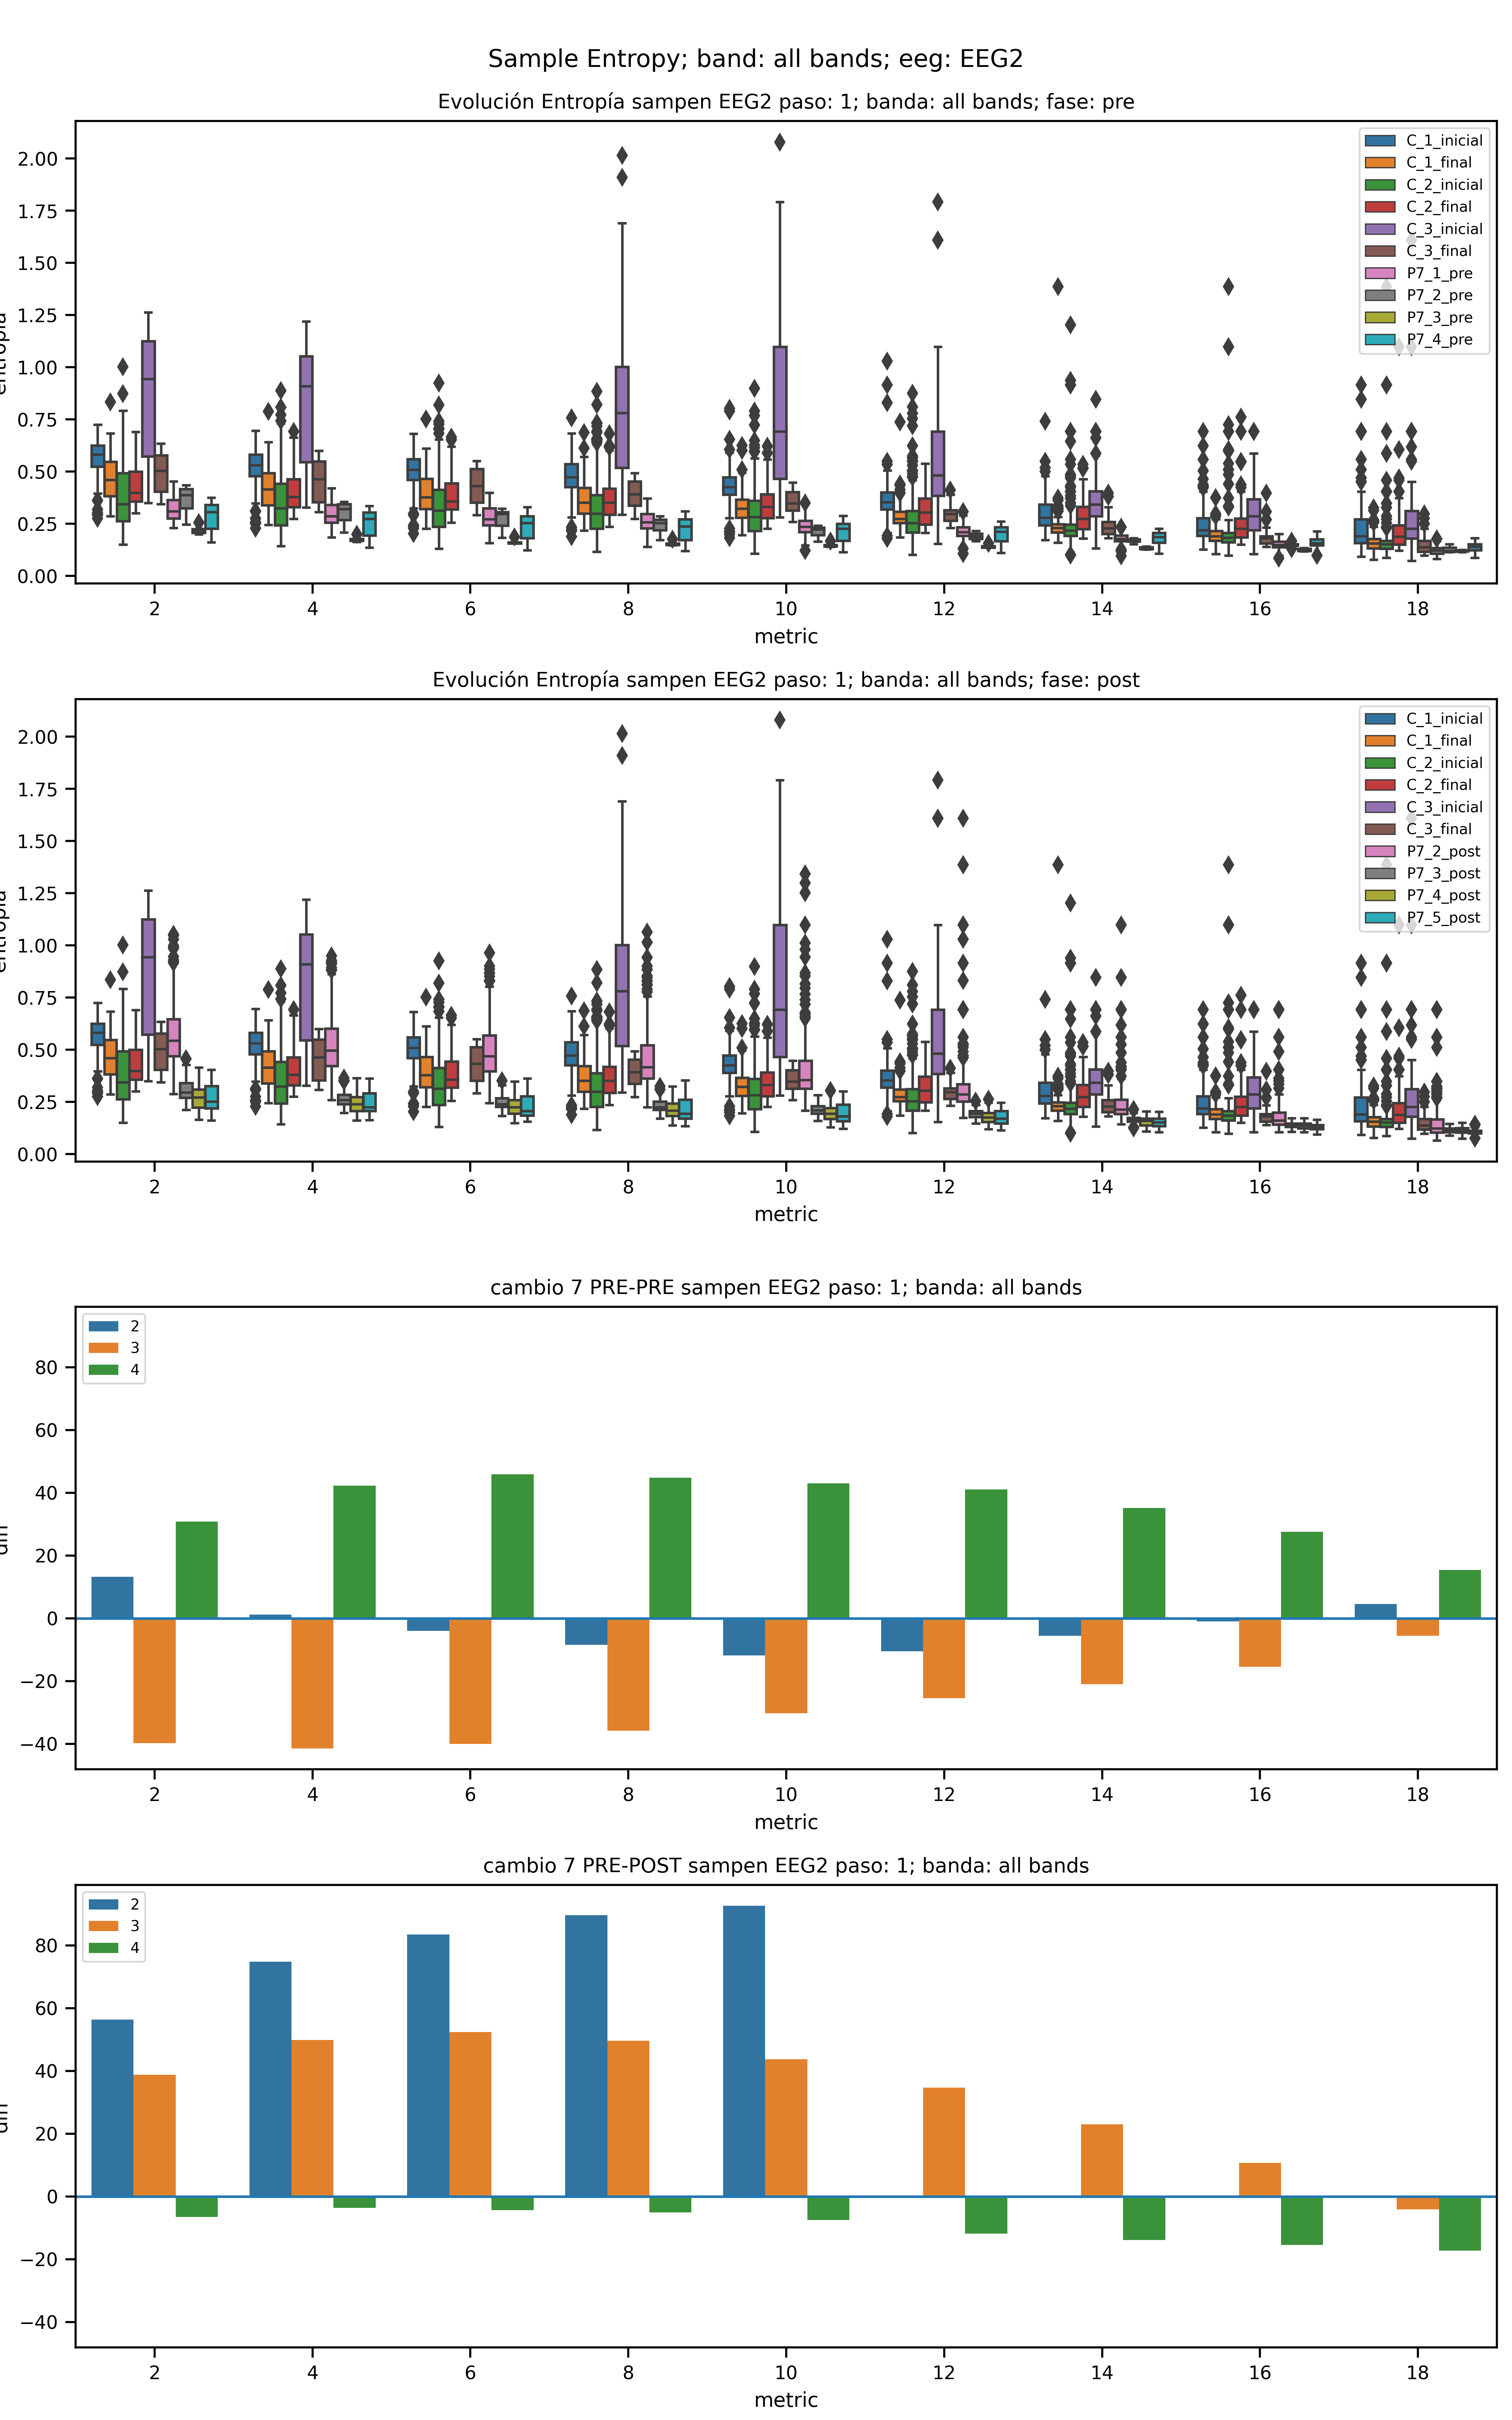 Sample Entropy; band: all bands; eeg: EEG2
Evolución Entropía sampen EEG2 paso: 1; banda: all bands; fase: pre
2.00
1.75
1.50
1.25
1.00
0.75
0.50
0.25
0.00
C_1_inicial
C_1_final
C_2_inicial
C_2_final
C_3_inicial
C_3_final
P7_1_pre
P7_2_pre
P7_3_pre
P7_4_pre
2 4 6 8 10 12 14 16 18
metric
Evolución Entropía sampen EEG2 paso: 1; banda: all bands; fase: post
2.00
1.75
1.50
1.25
1.00
0.75
0.50
0.25
0.00
C_1_inicial
C_1_final
C_2_inicial
C_2_final
C_3_inicial
C_3_final
P7_2_post
P7_3_post
P7_4_post
P7_5_post
2 4 6 8 10 12 14 16 18
metric
cambio 7 PRE-PRE sampen EEG2 paso: 1; banda: all bands
2
3
4
80
60
40
20
0
−20
−40
2 4 6 8 10 12 14 16 18
metric
cambio 7 PRE-POST sampen EEG2 paso: 1; banda: all bands
2
3
4
80
60
40
20
0
−20
−40
2 4 6 8 10 12 14 16 18
metric